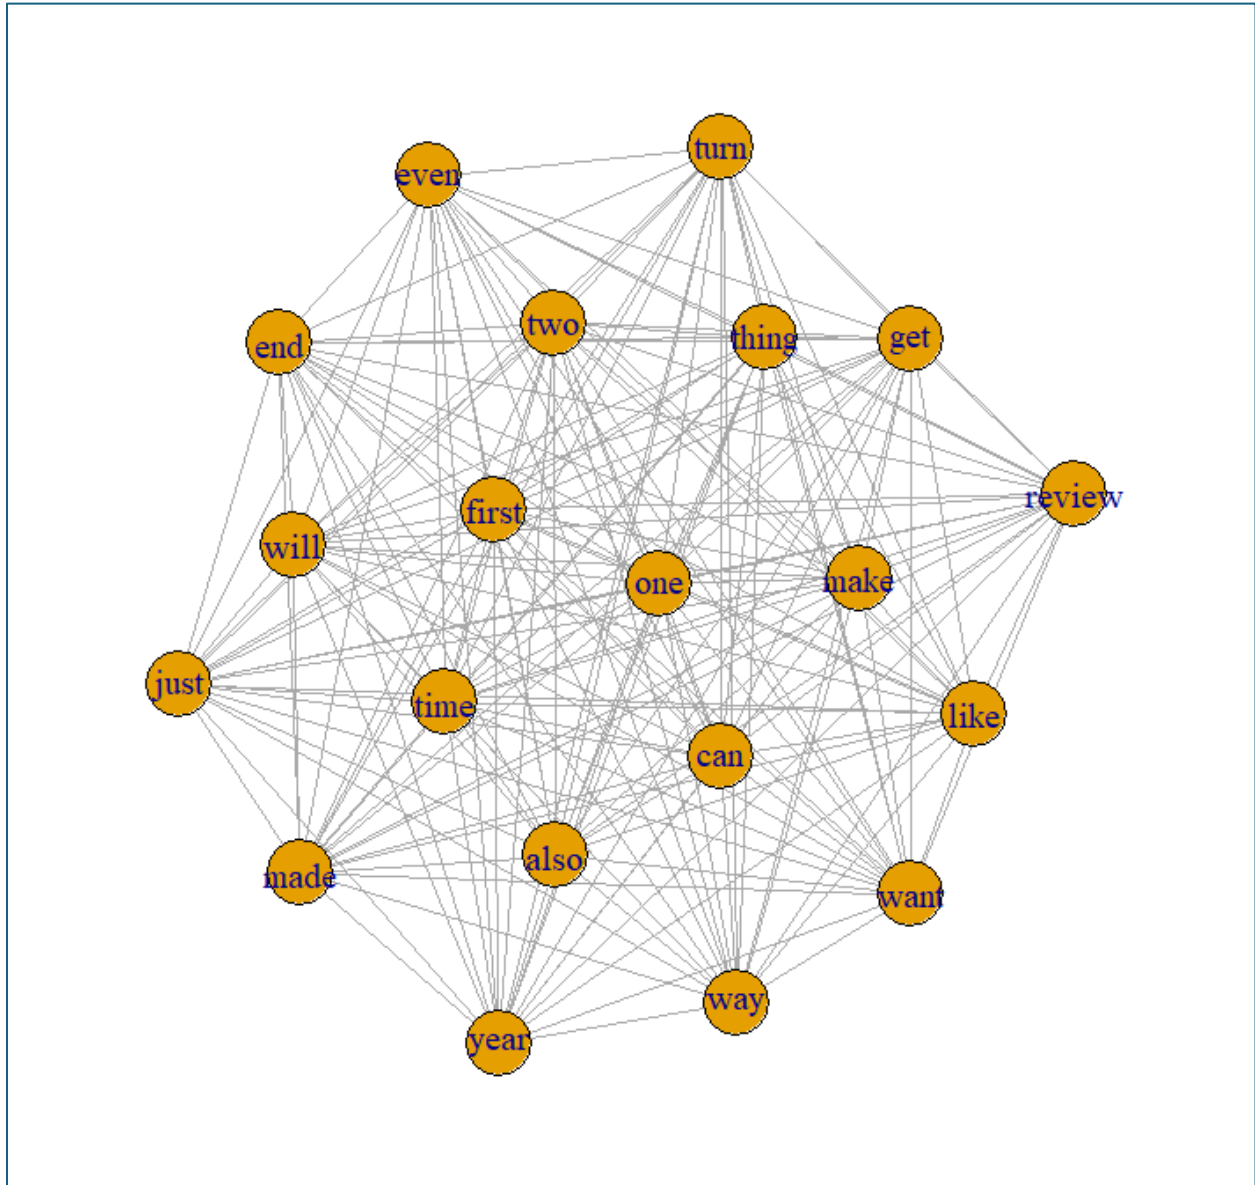 turn
even
two
thing
get
end
review
first
will
one
make
just
time
like
can
also
made
want
way
year